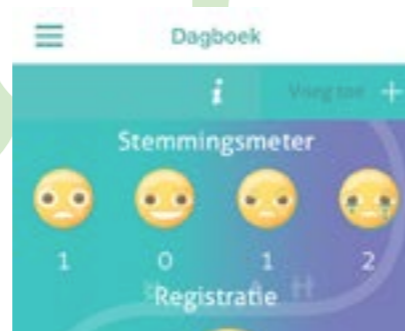 Dagboek
i Voeg toe +
Stemmingsmeter
1 0 1 2
Registratie